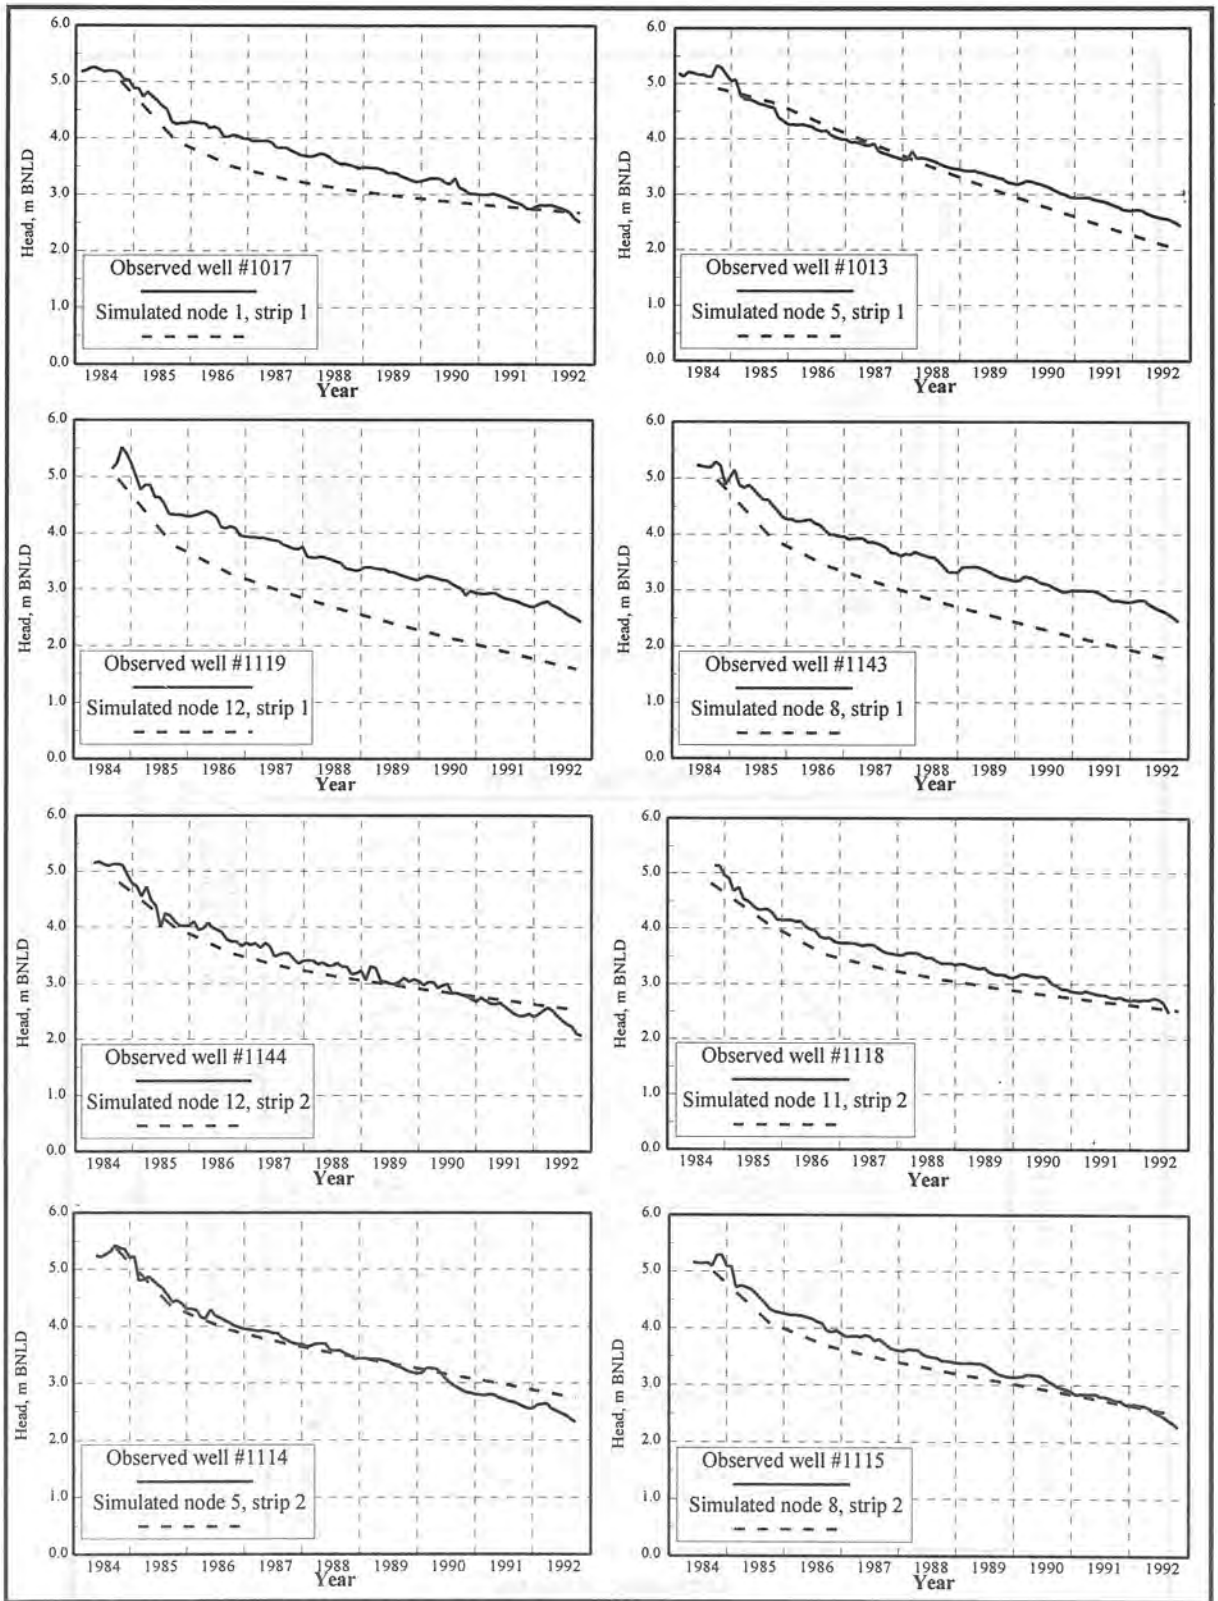 6.0
5.0
4.0
3.0
2.0
1.0
0.0
Head, m BNLD
Observed well #1017
Simulated node 1, strip 1
1984 1985 1986 1987 1988 1989 1990 1991 1992
Year
6.0
5.0
4.0
3.0
2.0
1.0
0.0
Head, m BNLD
Observed well #1013
Simulated node 5, strip 1
1984 1985 1986 1987 1988 1989 1990 1991 1992
Year
6.0
5.0
4.0
3.0
2.0
1.0
0.0
Head, m BNLD
Observed well #1119
Simulated node 12, strip 1
1984 1985 1986 1987 1988 1989 1990 1991 1992
Year
6.0
5.0
4.0
3.0
2.0
1.0
0.0
Head, m BNLD
Observed well #1143
Simulated node 8, strip 1
1984 1985 1986 1987 1988 1989 1990 1991 1992
Year
6.0
5.0
4.0
3.0
2.0
1.0
0.0
Head, m BNLD
Observed well #1144
Simulated node 12, strip 2
1984 1985 1986 1987 1988 1989 1990 1991 1992
Year
6.0
5.0
4.0
3.0
2.0
1.0
0.0
Head, m BNLD
Observed well #1118
Simulated node 11, strip 2
1984 1985 1986 1987 1988 1989 1990 1991 1992
Year
6.0
5.0
4.0
3.0
2.0
1.0
0.0
Head, m BNLD
Observed well #1114
Simulated node 5, strip 2
1984 1985 1986 1987 1988 1989 1990 1991 1992
Year
6.0
5.0
4.0
3.0
2.0
1.0
0.0
Head, m BNLD
Observed well #1115
Simulated node 8, strip 2
1984 1985 1986 1987 1988 1989 1990 1991 1992
Year